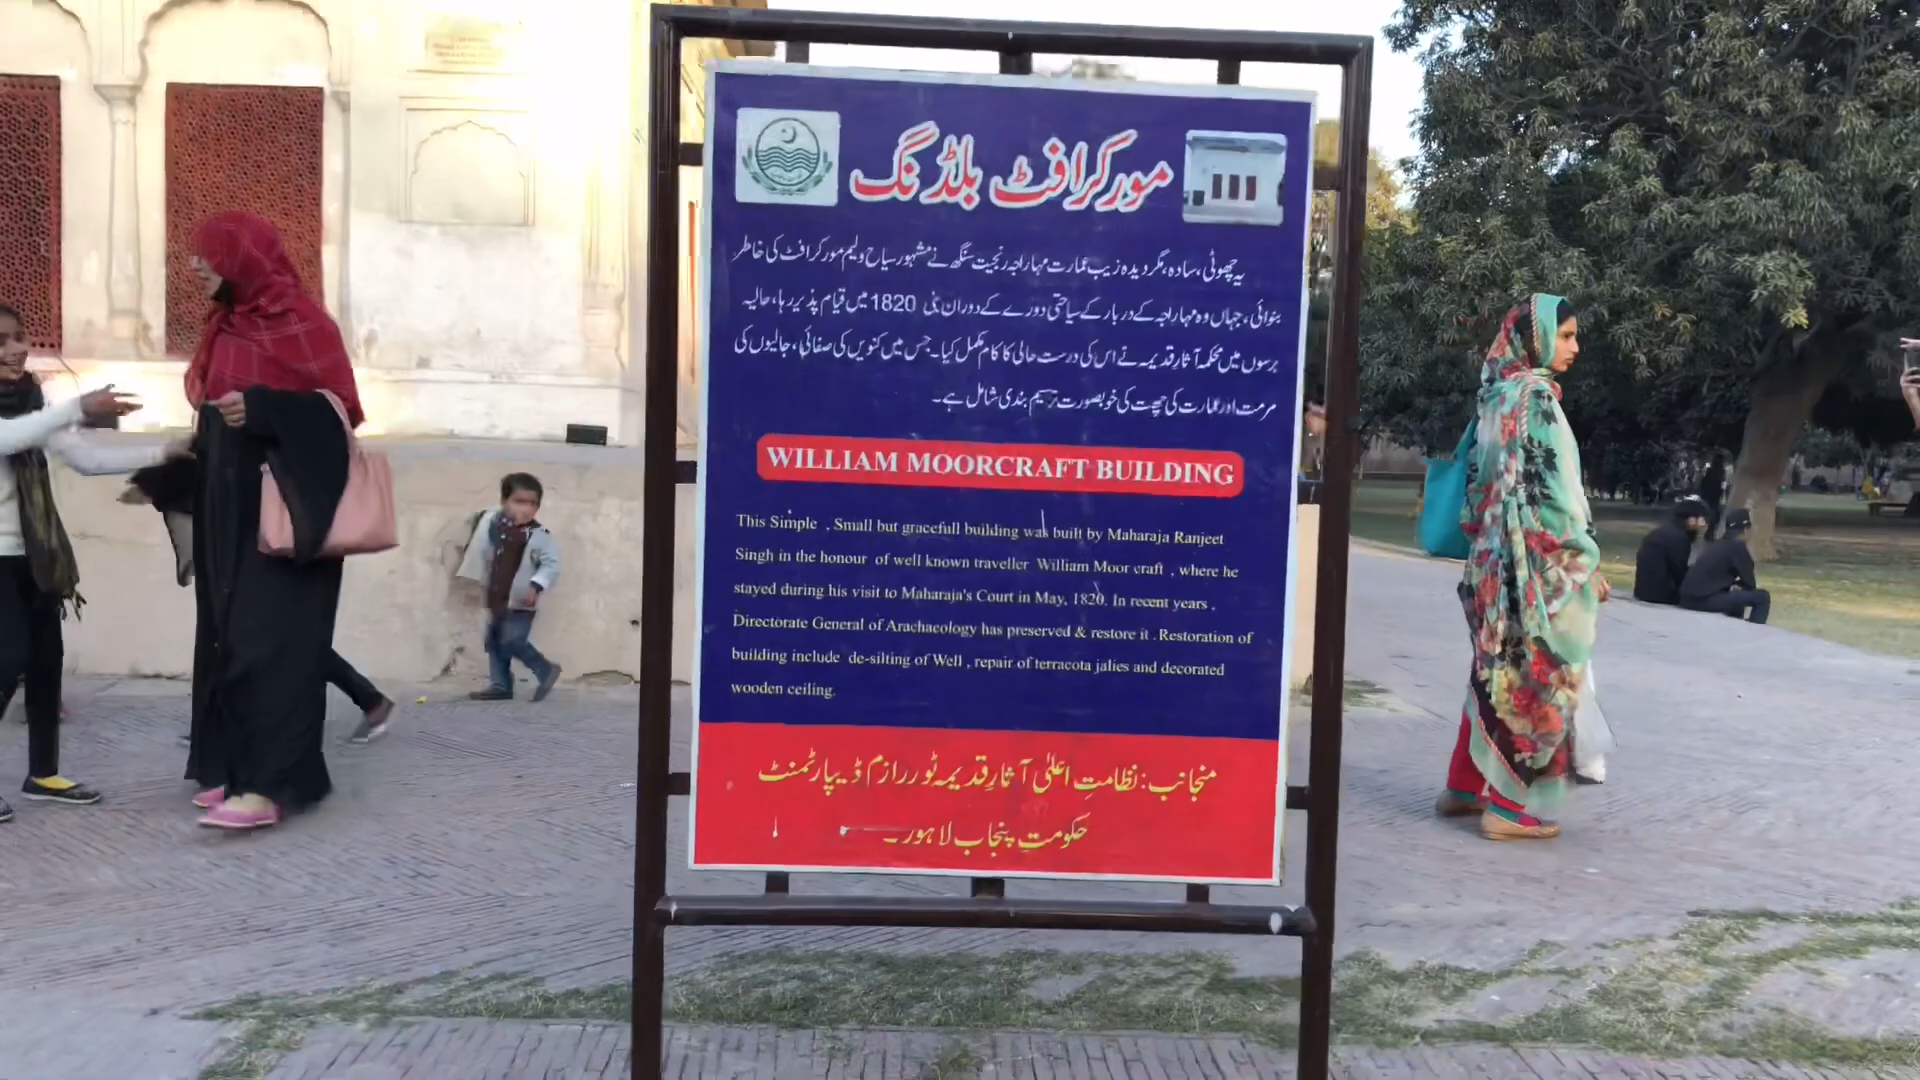 مورکرافٹ بلڈنگ
یہ چھوٹی، سادہ، مگر دیدہ زیب عمارت مہاراجہ رنجیت سنگھ نے مشہور سیاح ولیم مورکرافٹ کی خاطر
بنوائی، جہاں وہ مہاراجہ کے دربار کے سیاحتی دورے کے دوران مئی 1820 میں قیام پذیر رہا، حالیہ
برسوں میں محکمہ آثارِ قدیمہ نے اس کی درست حالی کا کام مکمل کیا۔ جس میں کنویں کی صفائی، جالیوں کی
مرمت اور عمارت کی چھت کی خوبصورت ترسیم بندی شامل ہے۔
WILLIAM MOORCRAFT BUILDING
This Simple , Small but gracefull building was built by Maharaja Ranjeet
Singh in the honour of well known traveller William Moor craft , where he
stayed during his visit to Maharaja's Court in May, 1820. In recent years ,
Directorate General of Arachaeology has preserved & restore it . Restoration of
building include de-silting of Well , repair of terracota jalies and decorated
wooden ceiling.
منجانب: نظامتِ اعلیٰ آثارِ قدیمہ ٹوررازم ڈیپارٹمنٹ
حکومتِ پنجاب لاہور۔